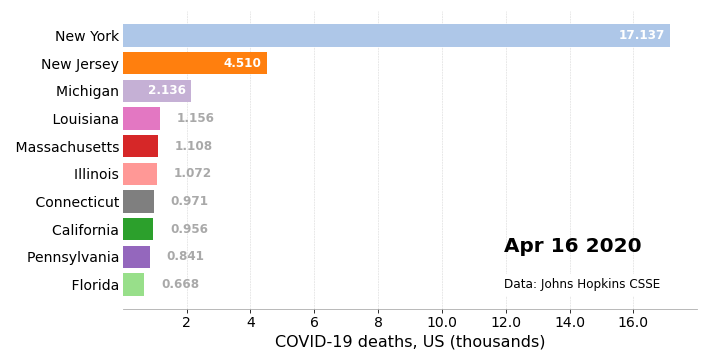 New York 17.137
New Jersey 4.510
Michigan 2.136
Louisiana 1.156
Massachusetts 1.108
Illinois 1.072
Connecticut 0.971
California 0.956
Pennsylvania 0.841
Florida 0.668
Apr 16 2020
Data: Johns Hopkins CSSE
2 4 6 8 10.0 12.0 14.0 16.0
COVID-19 deaths, US (thousands)